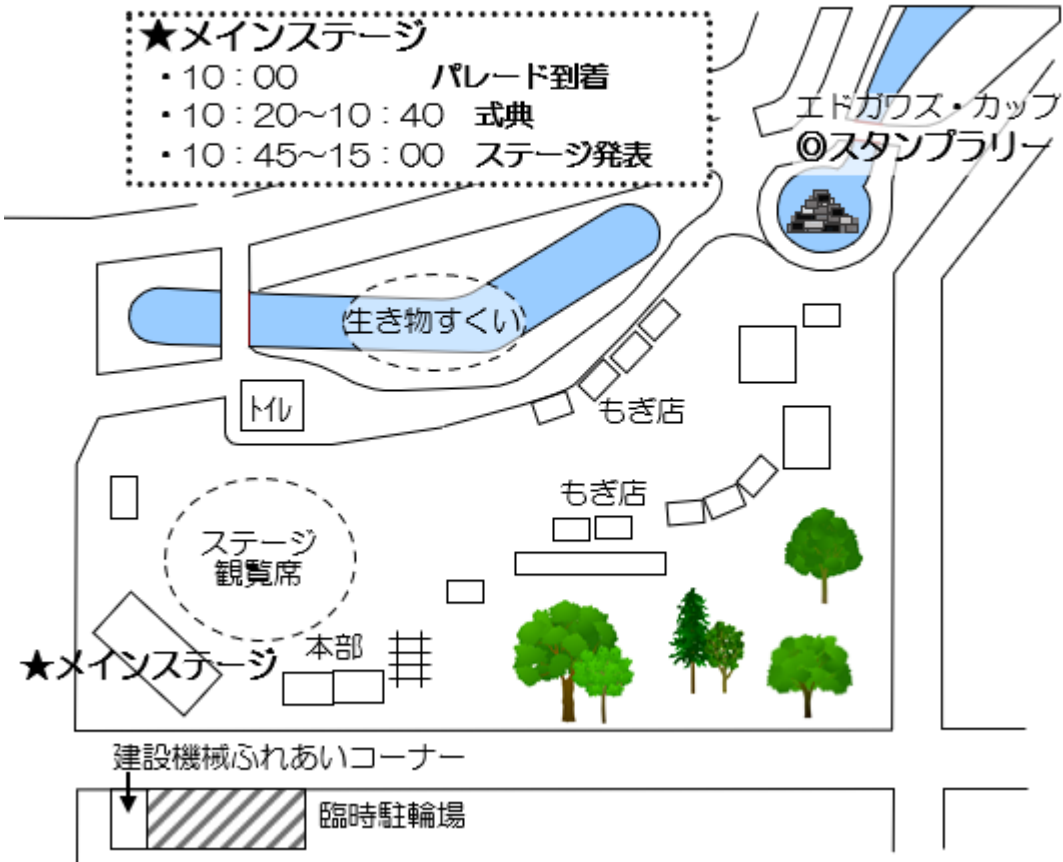 ★メインステージ
・10：00 パレード到着
・10：20～10：40 式典
・10：45～15：00 ステージ発表
エドガワズ・カップ
◎スタンプラリー
生き物すくい
トイレ
もぎ店
もぎ店
ステージ
観覧席
本部
★メインステージ
建設機械ふれあいコーナー
臨時駐輪場